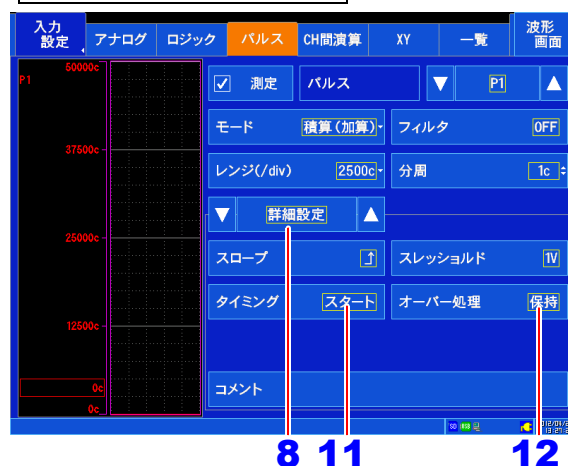 入力設定 アナログ ロジック パルス CH間演算 XY 一覧 波形画面
P1 50000c
測定 パルス P1
モード 積算(加算) フィルタ OFF
37500c
レンジ(/div) 2500c 分周 1c
詳細設定
25000c
スロープ スレッショルド 1V
タイミング スタート オーバー処理 保持
12500c
0c
コメント
0c
SD USB
8 11 12